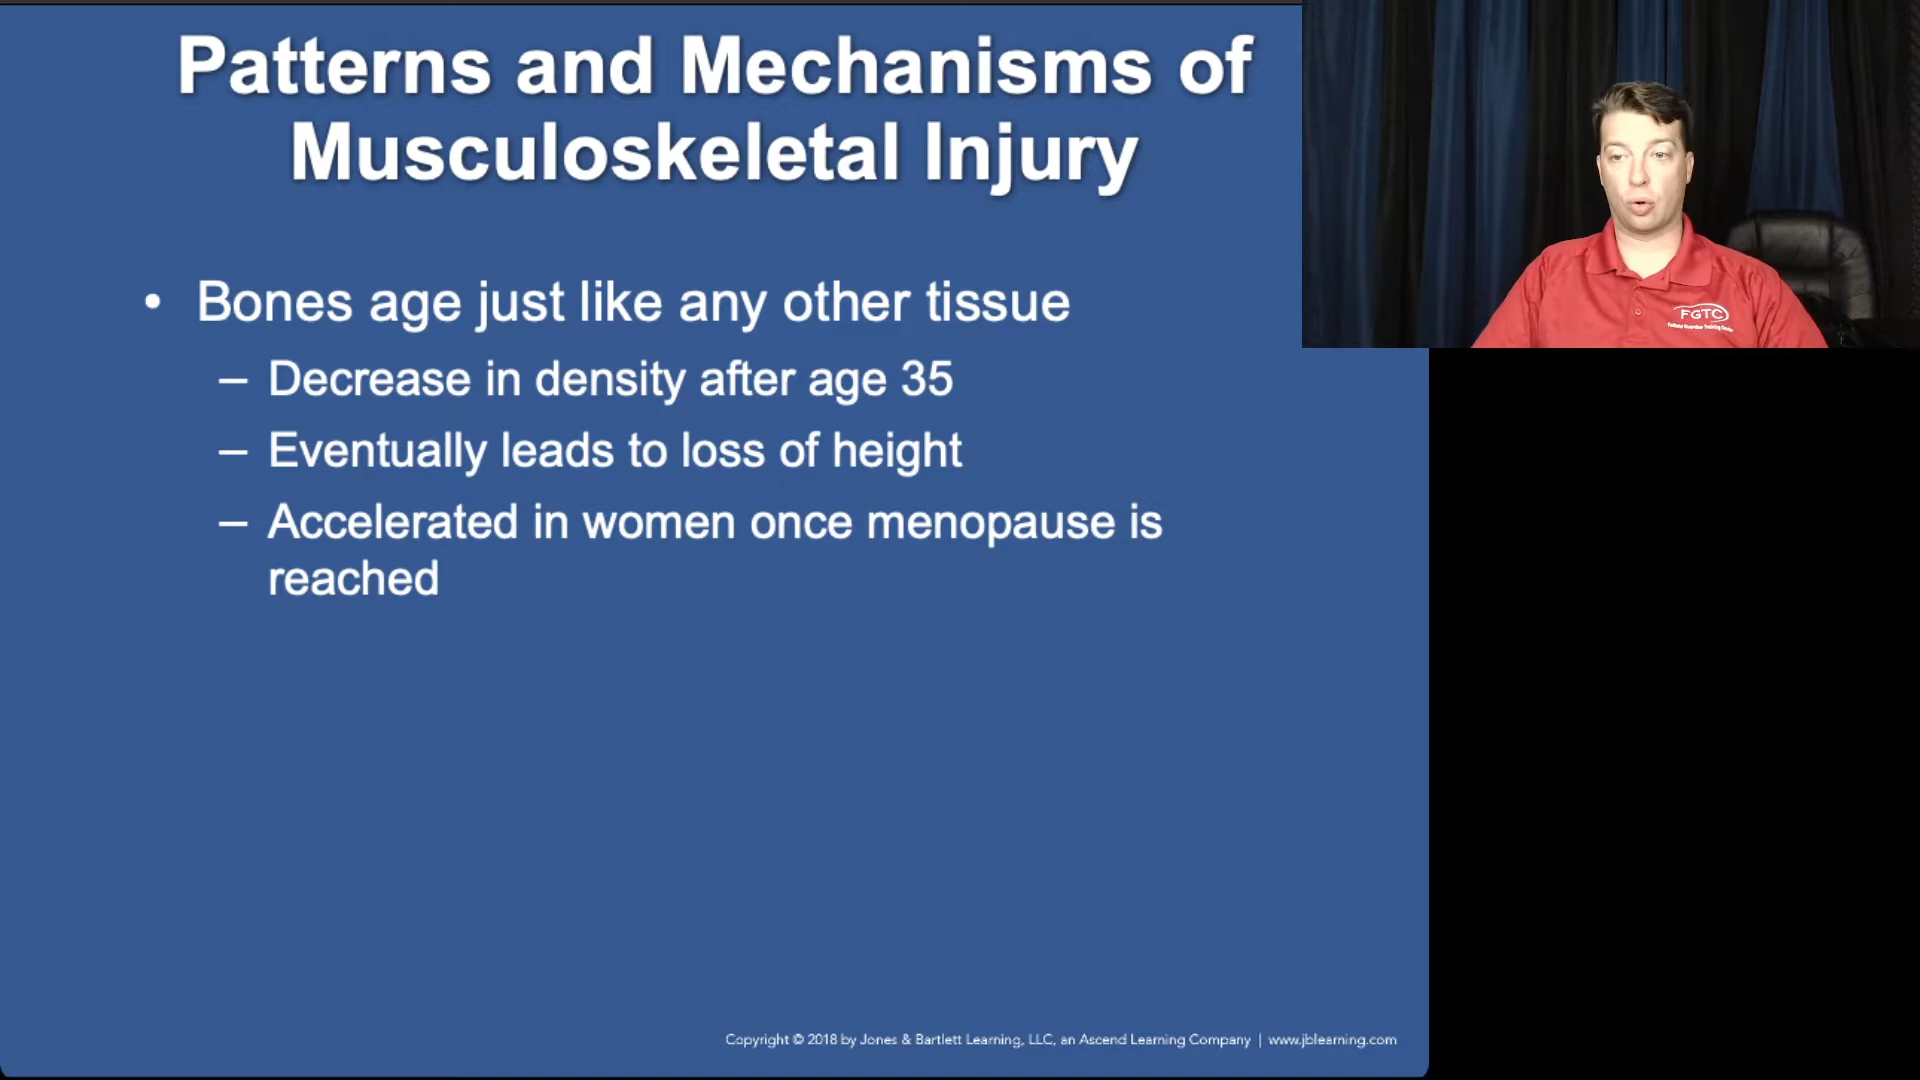 Patterns and Mechanisms of
Musculoskeletal Injury
• Bones age just like any other tissue
– Decrease in density after age 35
– Eventually leads to loss of height
– Accelerated in women once menopause is
reached
FGTC
Copyright © 2018 by Jones & Bartlett Learning, LLC, an Ascend Learning Company | www.jblearning.com